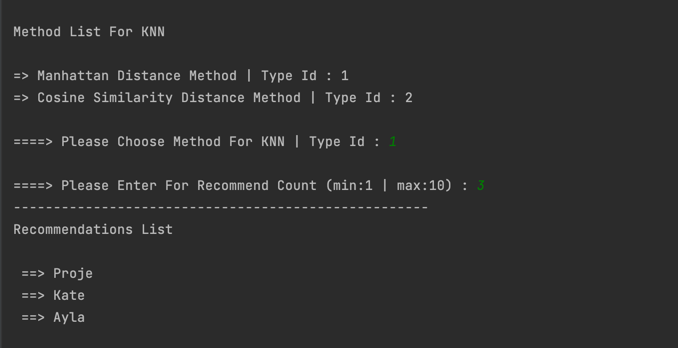 Method List For KNN
=> Manhattan Distance Method | Type Id : 1
=> Cosine Similarity Distance Method | Type Id : 2
====> Please Choose Method For KNN | Type Id : 1
====> Please Enter For Recommend Count (min:1 | max:10) : 3
----------------------------------------------------
Recommendations List
==> Proje
==> Kate
==> Ayla